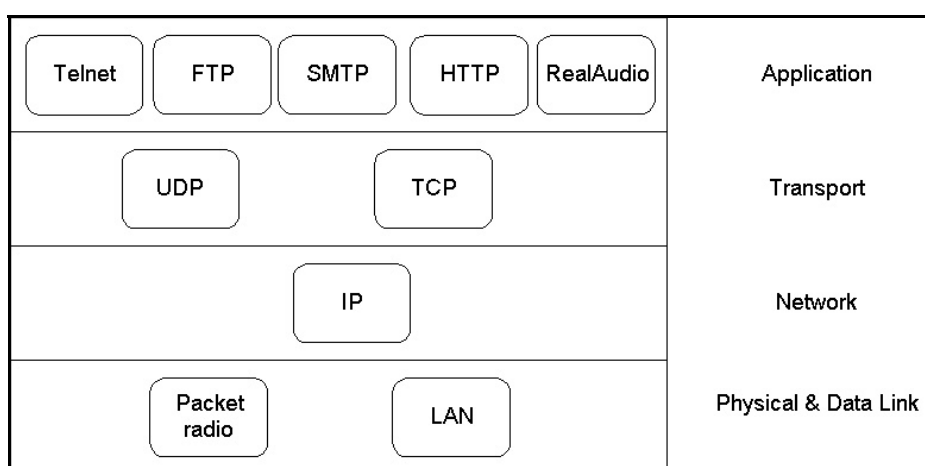 Telnet FTP SMTP HTTP RealAudio Application
UDP TCP Transport
IP Network
Packet radio LAN Physical & Data Link